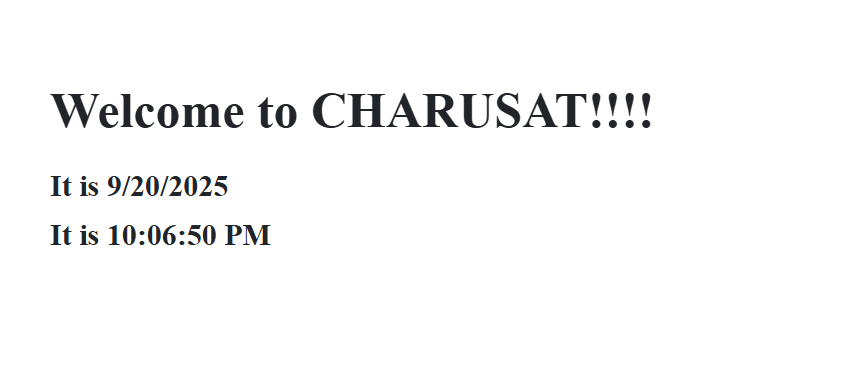 Welcome to CHARUSAT!!!!
It is 9/20/2025
It is 10:06:50 PM